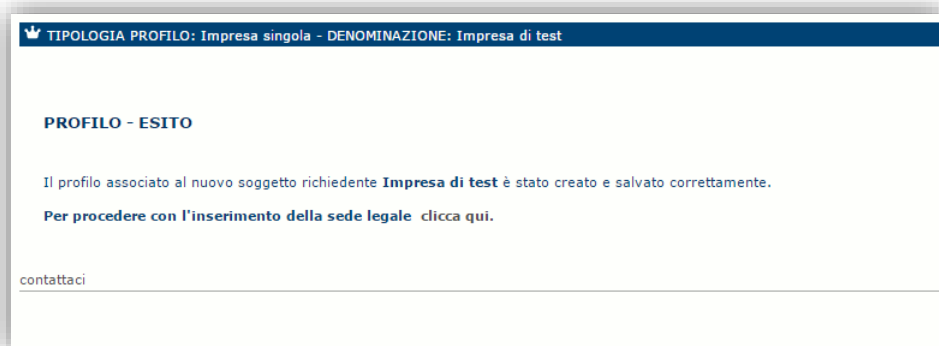 TIPOLOGIA PROFILO: Impresa singola - DENOMINAZIONE: Impresa di test
PROFILO - ESITO
Il profilo associato al nuovo soggetto richiedente Impresa di test è stato creato e salvato correttamente.
Per procedere con l'inserimento della sede legale clicca qui.
contattaci